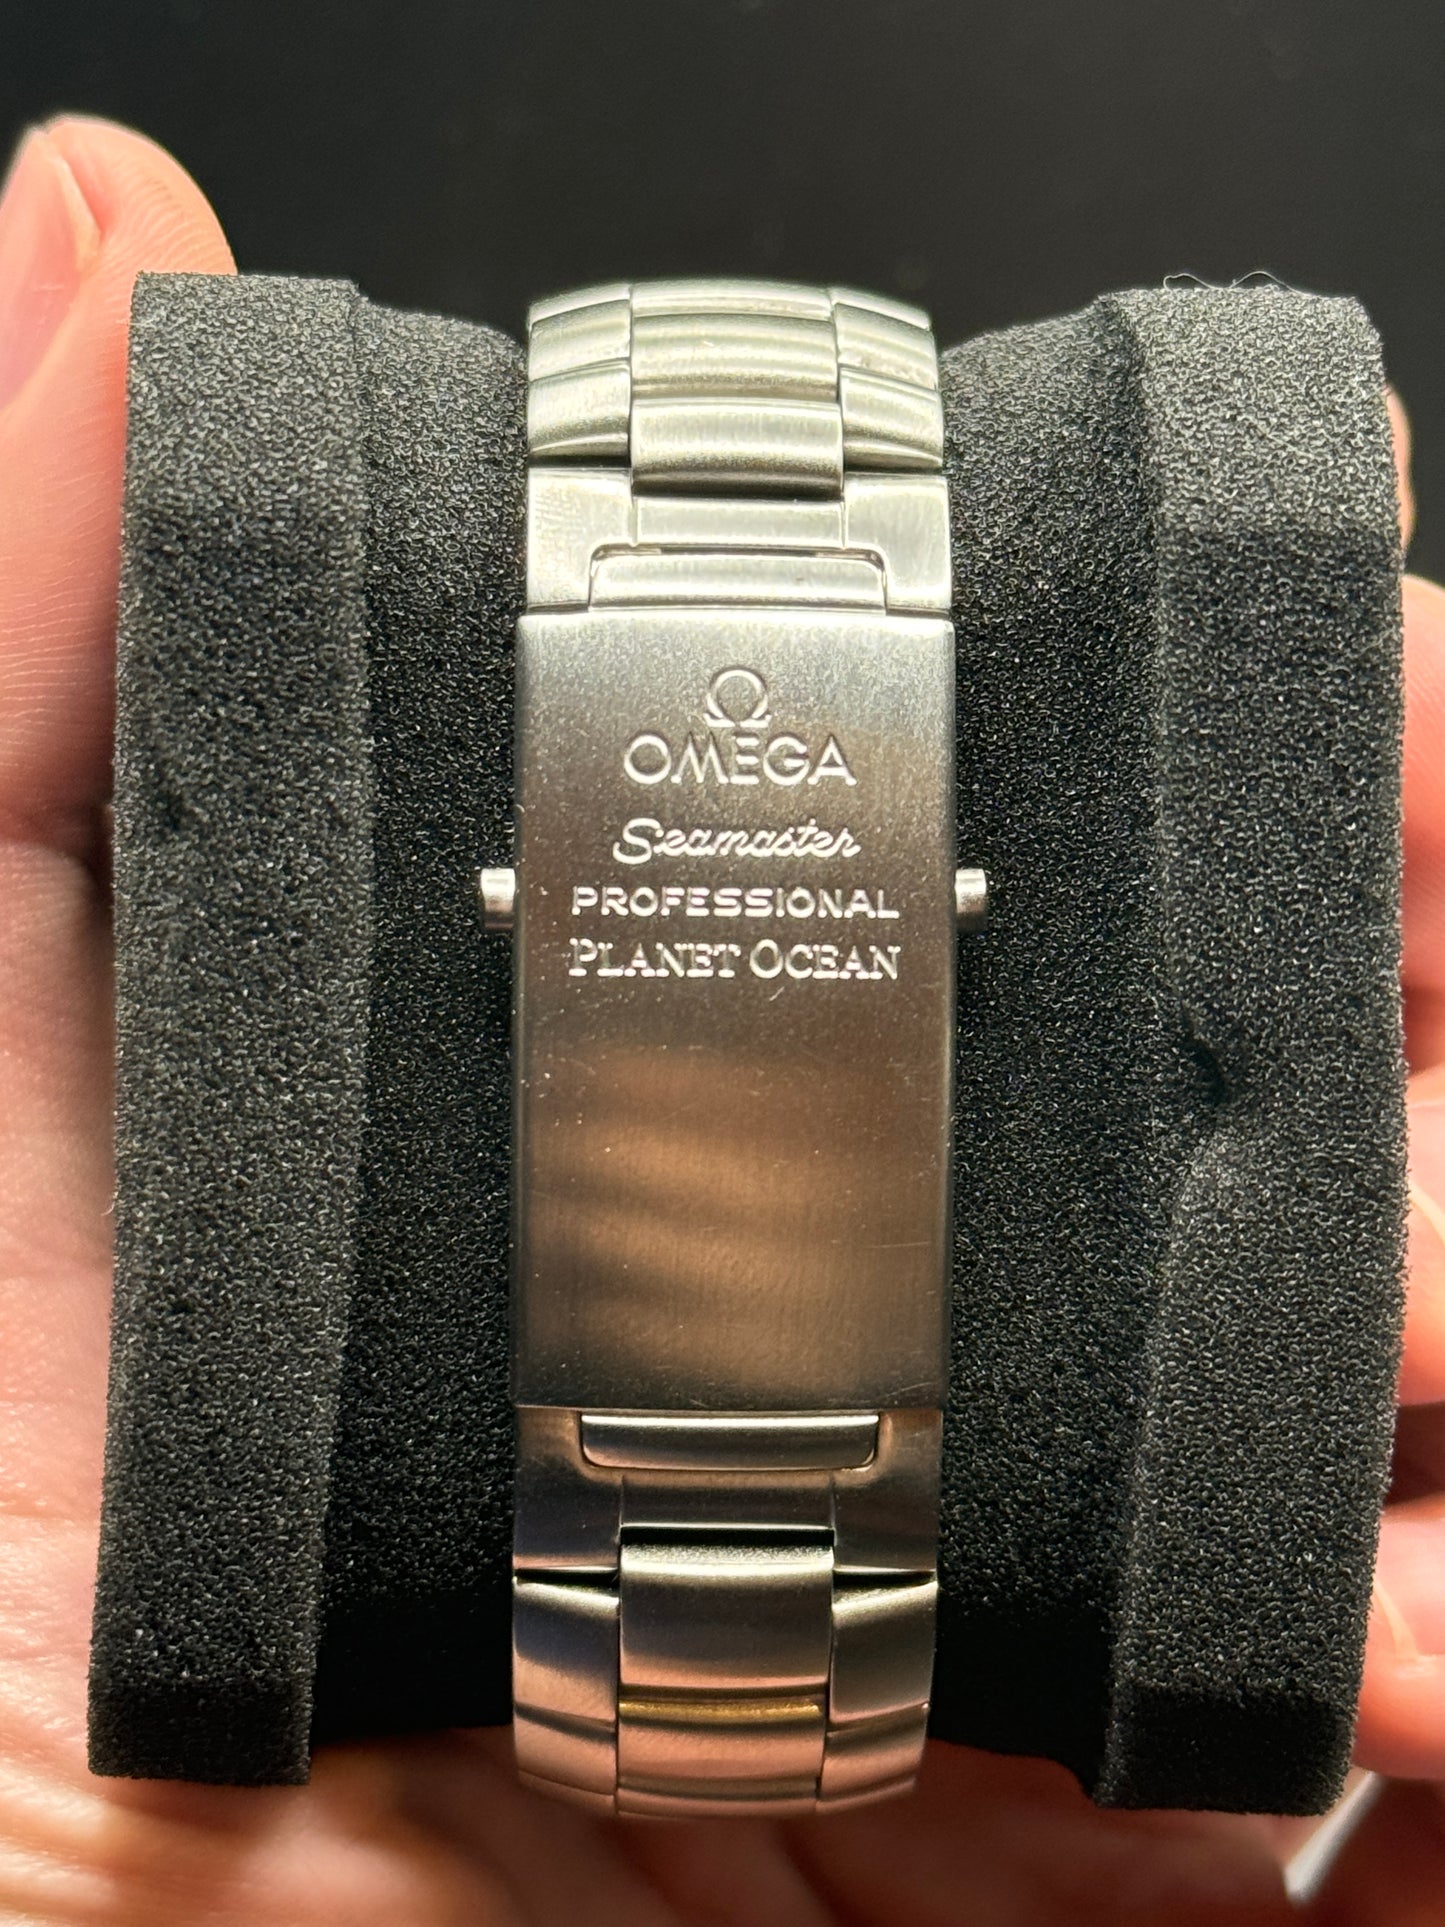 Ω
OMEGA
Seamaster
PROFESSIONAL
PLANET OCEAN